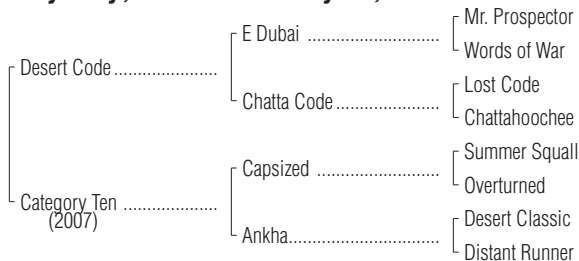 Mr. Prospector
E Dubai ........................
Words of War
Desert Code...................
Lost Code
Chatta Code...................
Chattahoochee
Summer Squall
Capsized ......................
Overturned
Category Ten .................
(2007)
Desert Classic
Ankha............................
Distant Runner